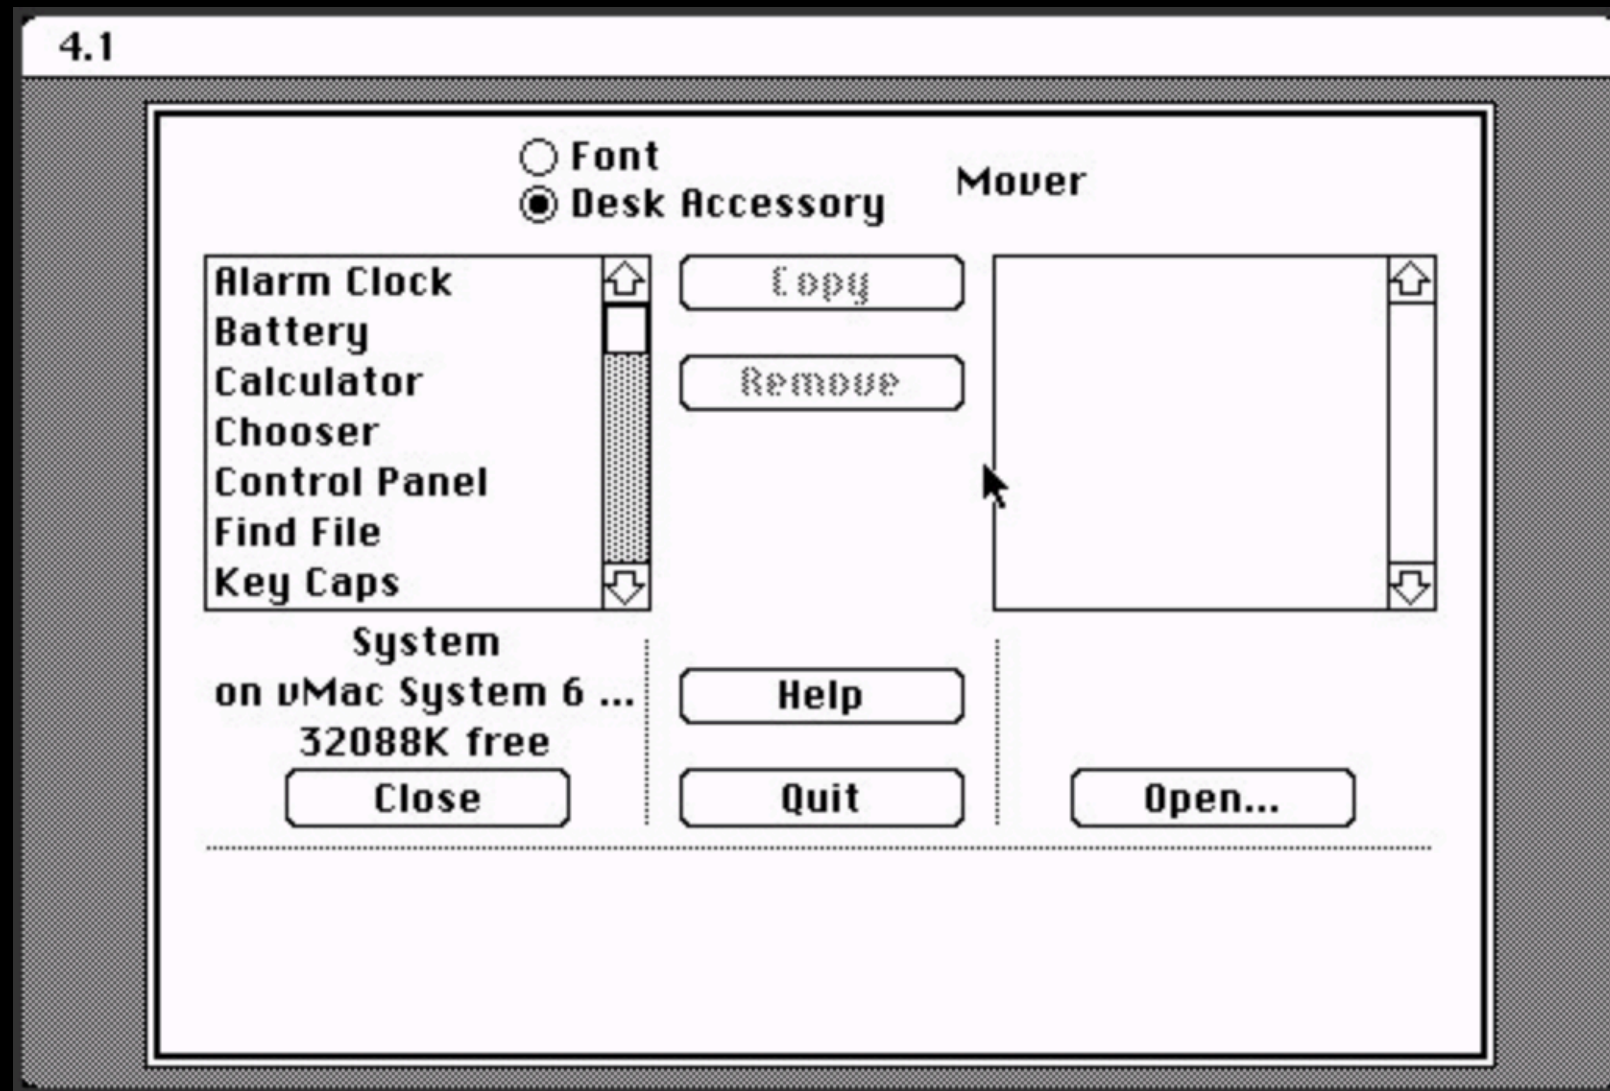 4.1
Font
Desk Accessory
Mover
Alarm Clock
Battery
Calculator
Chooser
Control Panel
Find File
Key Caps
Copy
Remove
System
on vMac System 6 ...
32088K free
Close
Help
Quit
Open...